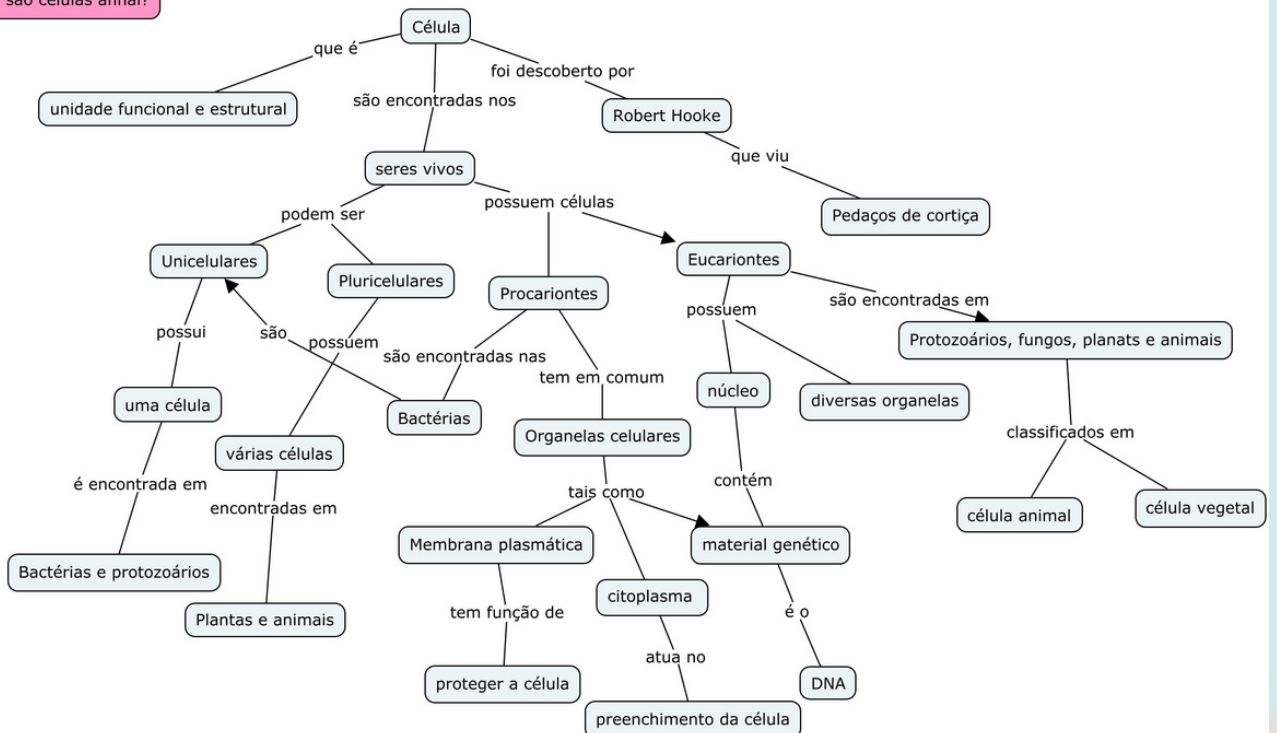 são células afinal?
Célula
que é
foi descoberto por
são encontradas nos
unidade funcional e estrutural
Robert Hooke
que viu
seres vivos
possuem células
podem ser
Pedaços de cortiça
Unicelulares
Pluricelulares
Procariontes
Eucariontes
são encontradas em
possuem
possui
são
possuem
são encontradas nas
tem em comum
Protozoários, fungos, planats e animais
núcleo
diversas organelas
uma célula
Bactérias
Organelas celulares
classificados em
várias células
é encontrada em
encontradas em
tais como
contém
célula animal
célula vegetal
Membrana plasmática
material genético
Bactérias e protozoários
citoplasma
Plantas e animais
tem função de
é o
atua no
proteger a célula
DNA
preenchimento da célula